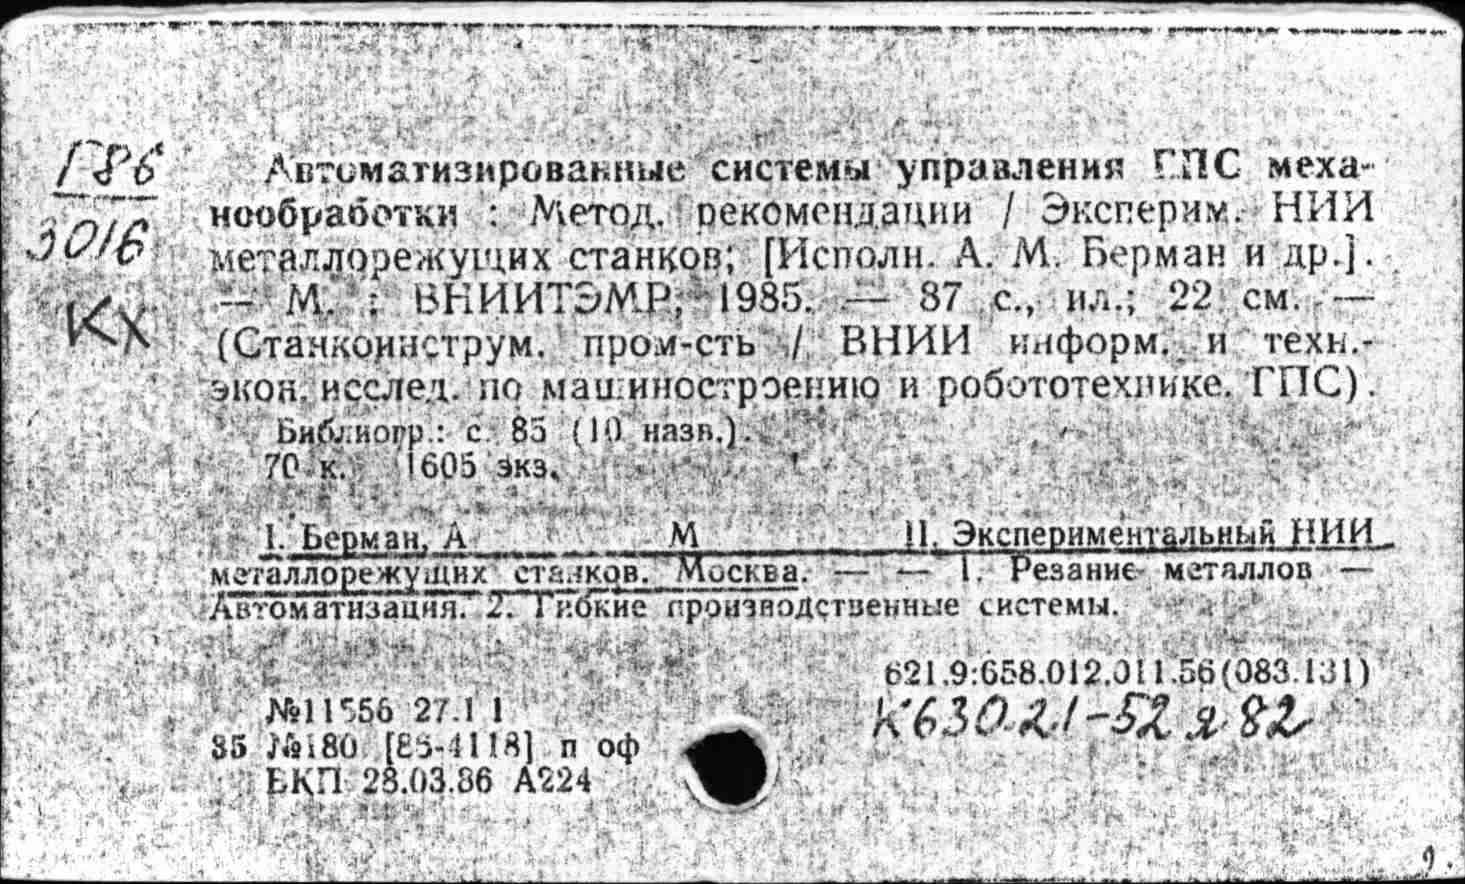 Г86
3016
Кх
Автоматизированные системы управления ГПС меха-
нообработки : Метод. рекомендации / Эксперим. НИИ
металлорежущих станков; [Исполн. А. М. Берман и др.].
— М. : ВНИИТЭМР, 1985. — 87 с., ил.; 22 см. —
(Станкоинструм. пром-сть / ВНИИ информ. и техн.-
экон. исслед. по машиностроению и робототехнике. ГПС).
Библиогр.: с. 85 (10 назв.).
70 к. 1605 экз.
I. Берман, А М II. Экспериментальный НИИ
металлорежущих станков. Москва. — — 1. Резание металлов —
Автоматизация. 2. Гибкие производственные системы.
621.9:658.012.011.56(083.131)
К630.21-52 я 82
№11556 27.1 1
85 №180 [85-4118] п оф
ВКП 28.03.86 А224